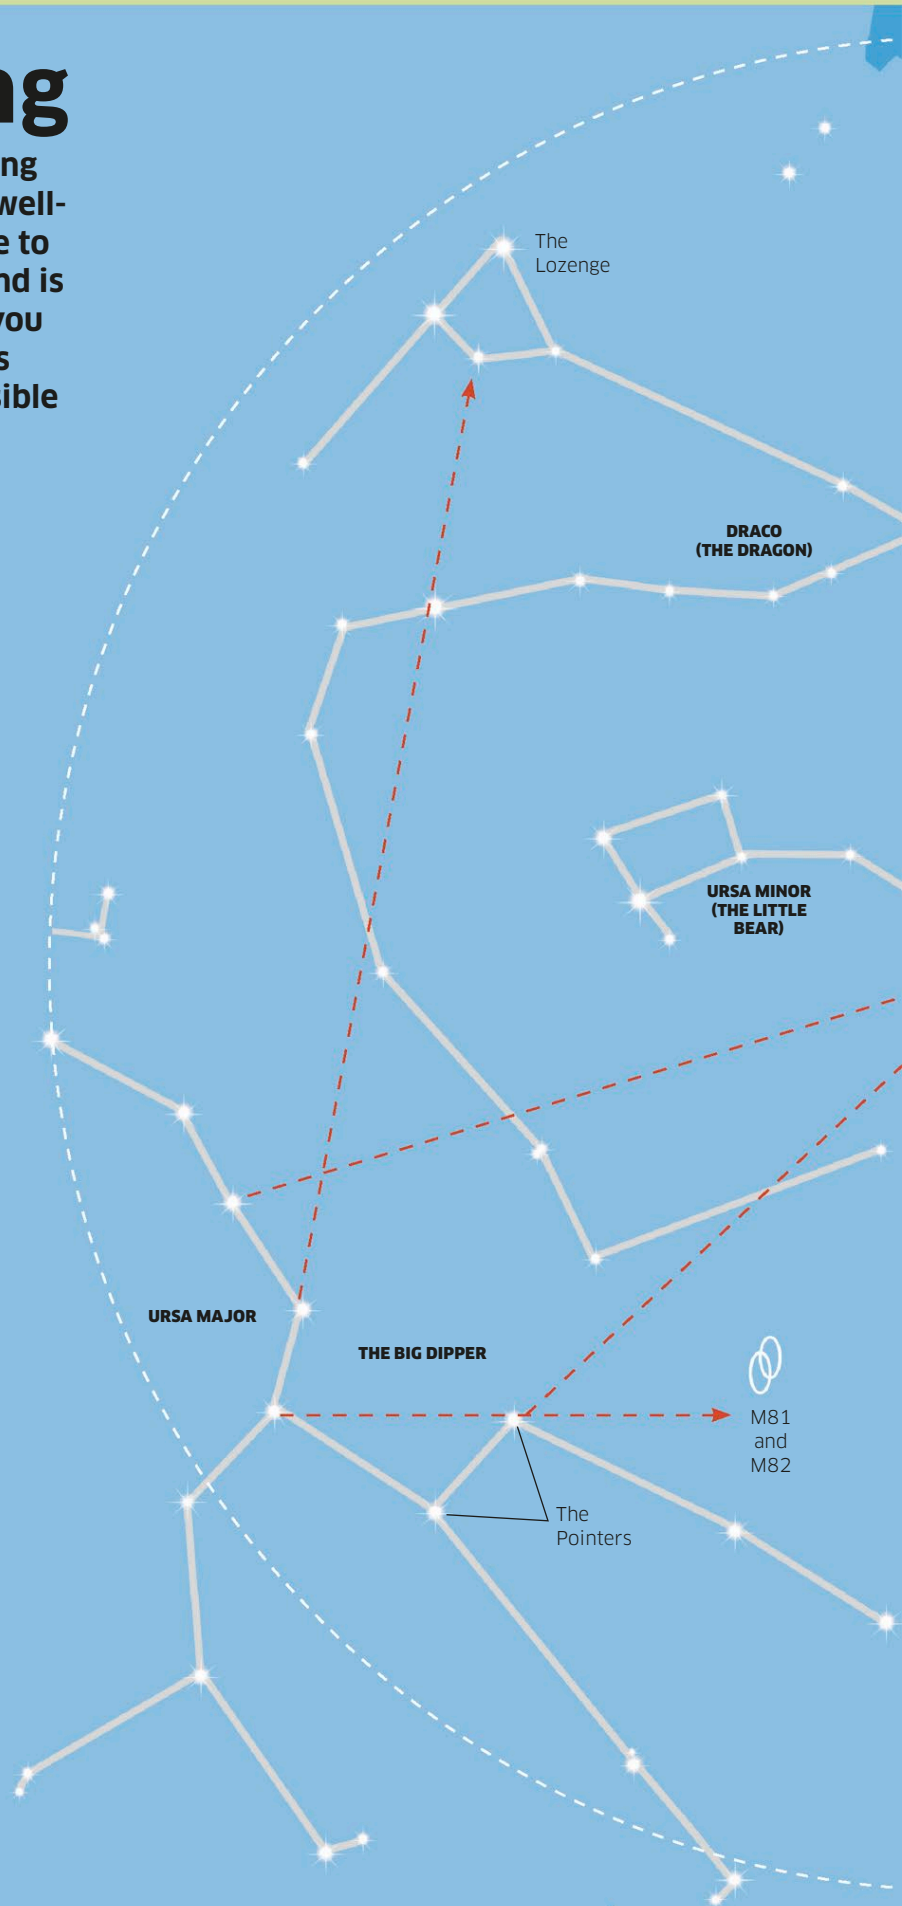 ng
ng
well-
e to
nd is
you
s
sible
The
Lozenge
DRACO
(THE DRAGON)
URSA MINOR
(THE LITTLE
BEAR)
URSA MAJOR
THE BIG DIPPER
M81
and
M82
The
Pointers